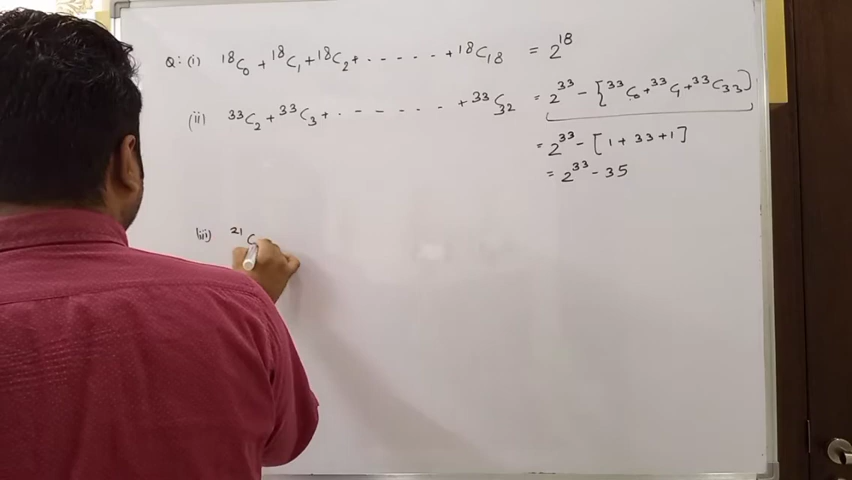 Q: (i) ¹⁸C₀ + ¹⁸C₁ + ¹⁸C₂ + - - - - - + ¹⁸C₁₈ = 2¹⁸
(ii) ³³C₂ + ³³C₃ + - - - - - - + ³³C₃₂ = 2³³ - [³³C₀ + ³³C₁ + ³³C₃₃]
= 2³³ - [1 + 33 + 1]
= 2³³ - 35
(iii) ²¹C